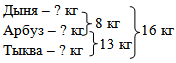 Дыня – ? кг
Арбуз – ? кг
Тыква – ? кг
8 кг
13 кг
16 кг